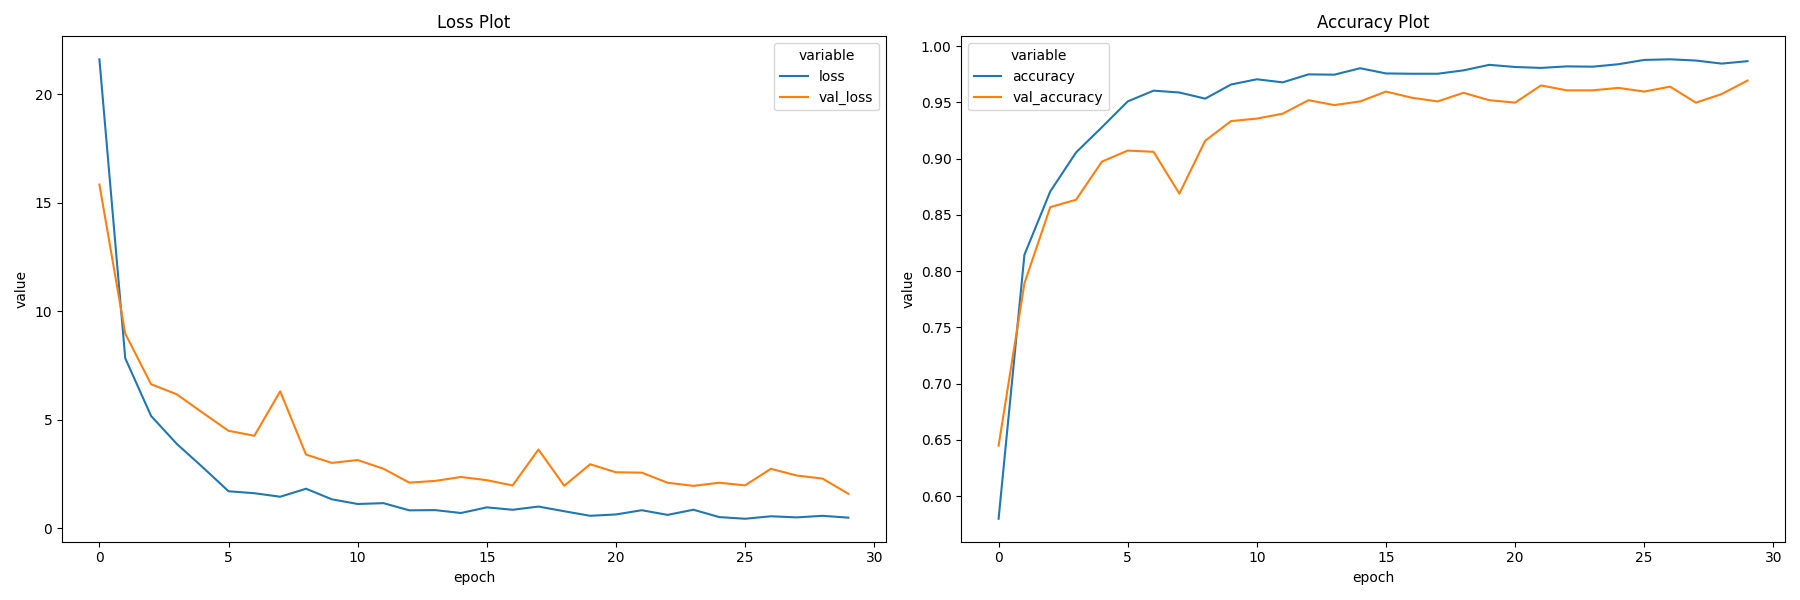 Loss Plot
variable
loss
val_loss
value
20
15
10
5
0
0 5 10 15 20 25 30
epoch
Accuracy Plot
variable
accuracy
val_accuracy
value
1.00
0.95
0.90
0.85
0.80
0.75
0.70
0.65
0.60
0 5 10 15 20 25 30
epoch